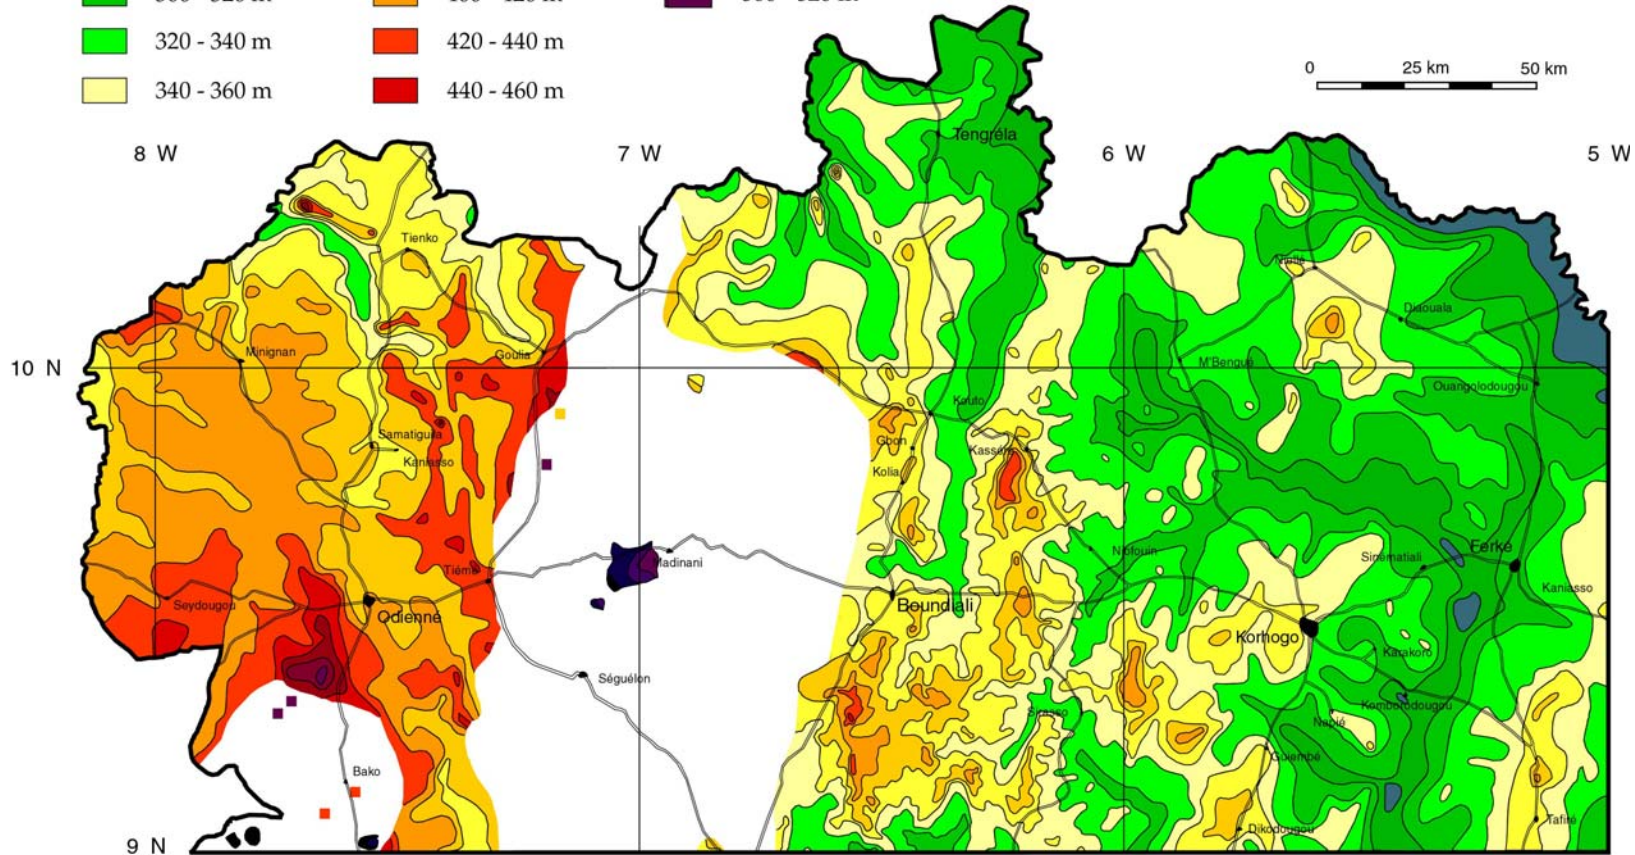 320 - 340 m
420 - 440 m
340 - 360 m
440 - 460 m
0 25 km 50 km
8 W
7 W
6 W
5 W
Tengréla
Tienko
Diaouala
Minignan
Goulia
M'Bengué
10 N
Ouangolodougou
Kouto
Samatiguila
Gbon
Kaniasso
Kolia
Niofouin
Ferké
Sinématiali
Madinani
Tiémé
Kaniasso
Seydougou
Boundiali
Odienné
Korhogo
Karakoro
Séguélon
Komborodougou
Sirasso
Napié
Guiembé
Bako
Tafiré
Dikodougou
9 N